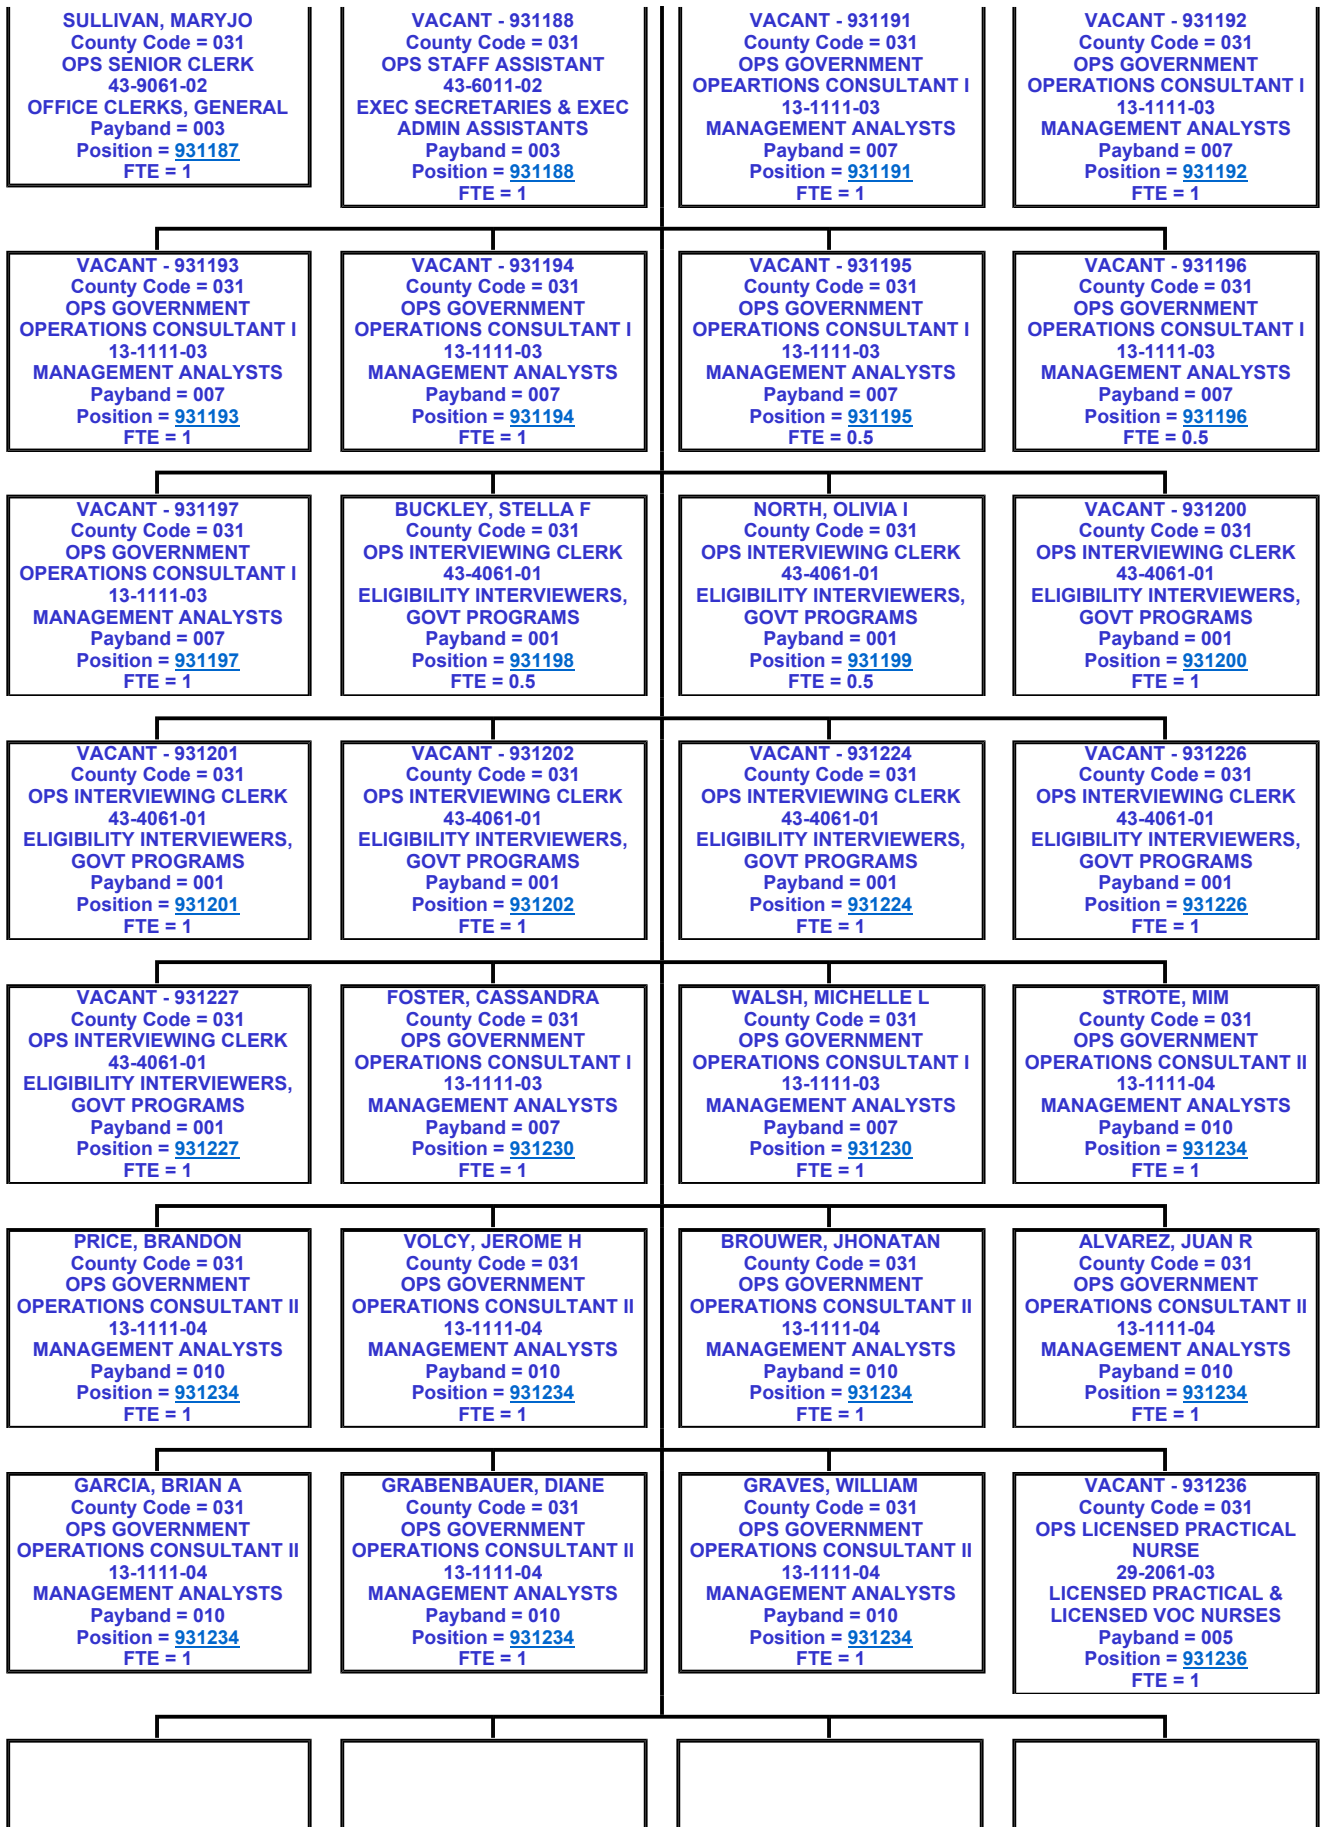 SULLIVAN, MARYJO
County Code = 031
OPS SENIOR CLERK
43-9061-02
OFFICE CLERKS, GENERAL
Payband = 003
Position = 931187
FTE = 1
VACANT - 931188
County Code = 031
OPS STAFF ASSISTANT
43-6011-02
EXEC SECRETARIES & EXEC
ADMIN ASSISTANTS
Payband = 003
Position = 931188
FTE = 1
VACANT - 931191
County Code = 031
OPS GOVERNMENT
OPEARTIONS CONSULTANT I
13-1111-03
MANAGEMENT ANALYSTS
Payband = 007
Position = 931191
FTE = 1
VACANT - 931192
County Code = 031
OPS GOVERNMENT
OPERATIONS CONSULTANT I
13-1111-03
MANAGEMENT ANALYSTS
Payband = 007
Position = 931192
FTE = 1
VACANT - 931193
County Code = 031
OPS GOVERNMENT
OPERATIONS CONSULTANT I
13-1111-03
MANAGEMENT ANALYSTS
Payband = 007
Position = 931193
FTE = 1
VACANT - 931194
County Code = 031
OPS GOVERNMENT
OPERATIONS CONSULTANT I
13-1111-03
MANAGEMENT ANALYSTS
Payband = 007
Position = 931194
FTE = 1
VACANT - 931195
County Code = 031
OPS GOVERNMENT
OPERATIONS CONSULTANT I
13-1111-03
MANAGEMENT ANALYSTS
Payband = 007
Position = 931195
FTE = 0.5
VACANT - 931196
County Code = 031
OPS GOVERNMENT
OPERATIONS CONSULTANT I
13-1111-03
MANAGEMENT ANALYSTS
Payband = 007
Position = 931196
FTE = 0.5
VACANT - 931197
County Code = 031
OPS GOVERNMENT
OPERATIONS CONSULTANT I
13-1111-03
MANAGEMENT ANALYSTS
Payband = 007
Position = 931197
FTE = 1
BUCKLEY, STELLA F
County Code = 031
OPS INTERVIEWING CLERK
43-4061-01
ELIGIBILITY INTERVIEWERS,
GOVT PROGRAMS
Payband = 001
Position = 931198
FTE = 0.5
NORTH, OLIVIA I
County Code = 031
OPS INTERVIEWING CLERK
43-4061-01
ELIGIBILITY INTERVIEWERS,
GOVT PROGRAMS
Payband = 001
Position = 931199
FTE = 0.5
VACANT - 931200
County Code = 031
OPS INTERVIEWING CLERK
43-4061-01
ELIGIBILITY INTERVIEWERS,
GOVT PROGRAMS
Payband = 001
Position = 931200
FTE = 1
VACANT - 931201
County Code = 031
OPS INTERVIEWING CLERK
43-4061-01
ELIGIBILITY INTERVIEWERS,
GOVT PROGRAMS
Payband = 001
Position = 931201
FTE = 1
VACANT - 931202
County Code = 031
OPS INTERVIEWING CLERK
43-4061-01
ELIGIBILITY INTERVIEWERS,
GOVT PROGRAMS
Payband = 001
Position = 931202
FTE = 1
VACANT - 931224
County Code = 031
OPS INTERVIEWING CLERK
43-4061-01
ELIGIBILITY INTERVIEWERS,
GOVT PROGRAMS
Payband = 001
Position = 931224
FTE = 1
VACANT - 931226
County Code = 031
OPS INTERVIEWING CLERK
43-4061-01
ELIGIBILITY INTERVIEWERS,
GOVT PROGRAMS
Payband = 001
Position = 931226
FTE = 1
VACANT - 931227
County Code = 031
OPS INTERVIEWING CLERK
43-4061-01
ELIGIBILITY INTERVIEWERS,
GOVT PROGRAMS
Payband = 001
Position = 931227
FTE = 1
FOSTER, CASSANDRA
County Code = 031
OPS GOVERNMENT
OPERATIONS CONSULTANT I
13-1111-03
MANAGEMENT ANALYSTS
Payband = 007
Position = 931230
FTE = 1
WALSH, MICHELLE L
County Code = 031
OPS GOVERNMENT
OPERATIONS CONSULTANT I
13-1111-03
MANAGEMENT ANALYSTS
Payband = 007
Position = 931230
FTE = 1
STROTE, MIM
County Code = 031
OPS GOVERNMENT
OPERATIONS CONSULTANT II
13-1111-04
MANAGEMENT ANALYSTS
Payband = 010
Position = 931234
FTE = 1
PRICE, BRANDON
County Code = 031
OPS GOVERNMENT
OPERATIONS CONSULTANT II
13-1111-04
MANAGEMENT ANALYSTS
Payband = 010
Position = 931234
FTE = 1
VOLCY, JEROME H
County Code = 031
OPS GOVERNMENT
OPERATIONS CONSULTANT II
13-1111-04
MANAGEMENT ANALYSTS
Payband = 010
Position = 931234
FTE = 1
BROUWER, JHONATAN
County Code = 031
OPS GOVERNMENT
OPERATIONS CONSULTANT II
13-1111-04
MANAGEMENT ANALYSTS
Payband = 010
Position = 931234
FTE = 1
ALVAREZ, JUAN R
County Code = 031
OPS GOVERNMENT
OPERATIONS CONSULTANT II
13-1111-04
MANAGEMENT ANALYSTS
Payband = 010
Position = 931234
FTE = 1
GARCIA, BRIAN A
County Code = 031
OPS GOVERNMENT
OPERATIONS CONSULTANT II
13-1111-04
MANAGEMENT ANALYSTS
Payband = 010
Position = 931234
FTE = 1
GRABENBAUER, DIANE
County Code = 031
OPS GOVERNMENT
OPERATIONS CONSULTANT II
13-1111-04
MANAGEMENT ANALYSTS
Payband = 010
Position = 931234
FTE = 1
GRAVES, WILLIAM
County Code = 031
OPS GOVERNMENT
OPERATIONS CONSULTANT II
13-1111-04
MANAGEMENT ANALYSTS
Payband = 010
Position = 931234
FTE = 1
VACANT - 931236
County Code = 031
OPS LICENSED PRACTICAL
NURSE
29-2061-03
LICENSED PRACTICAL &
LICENSED VOC NURSES
Payband = 005
Position = 931236
FTE = 1